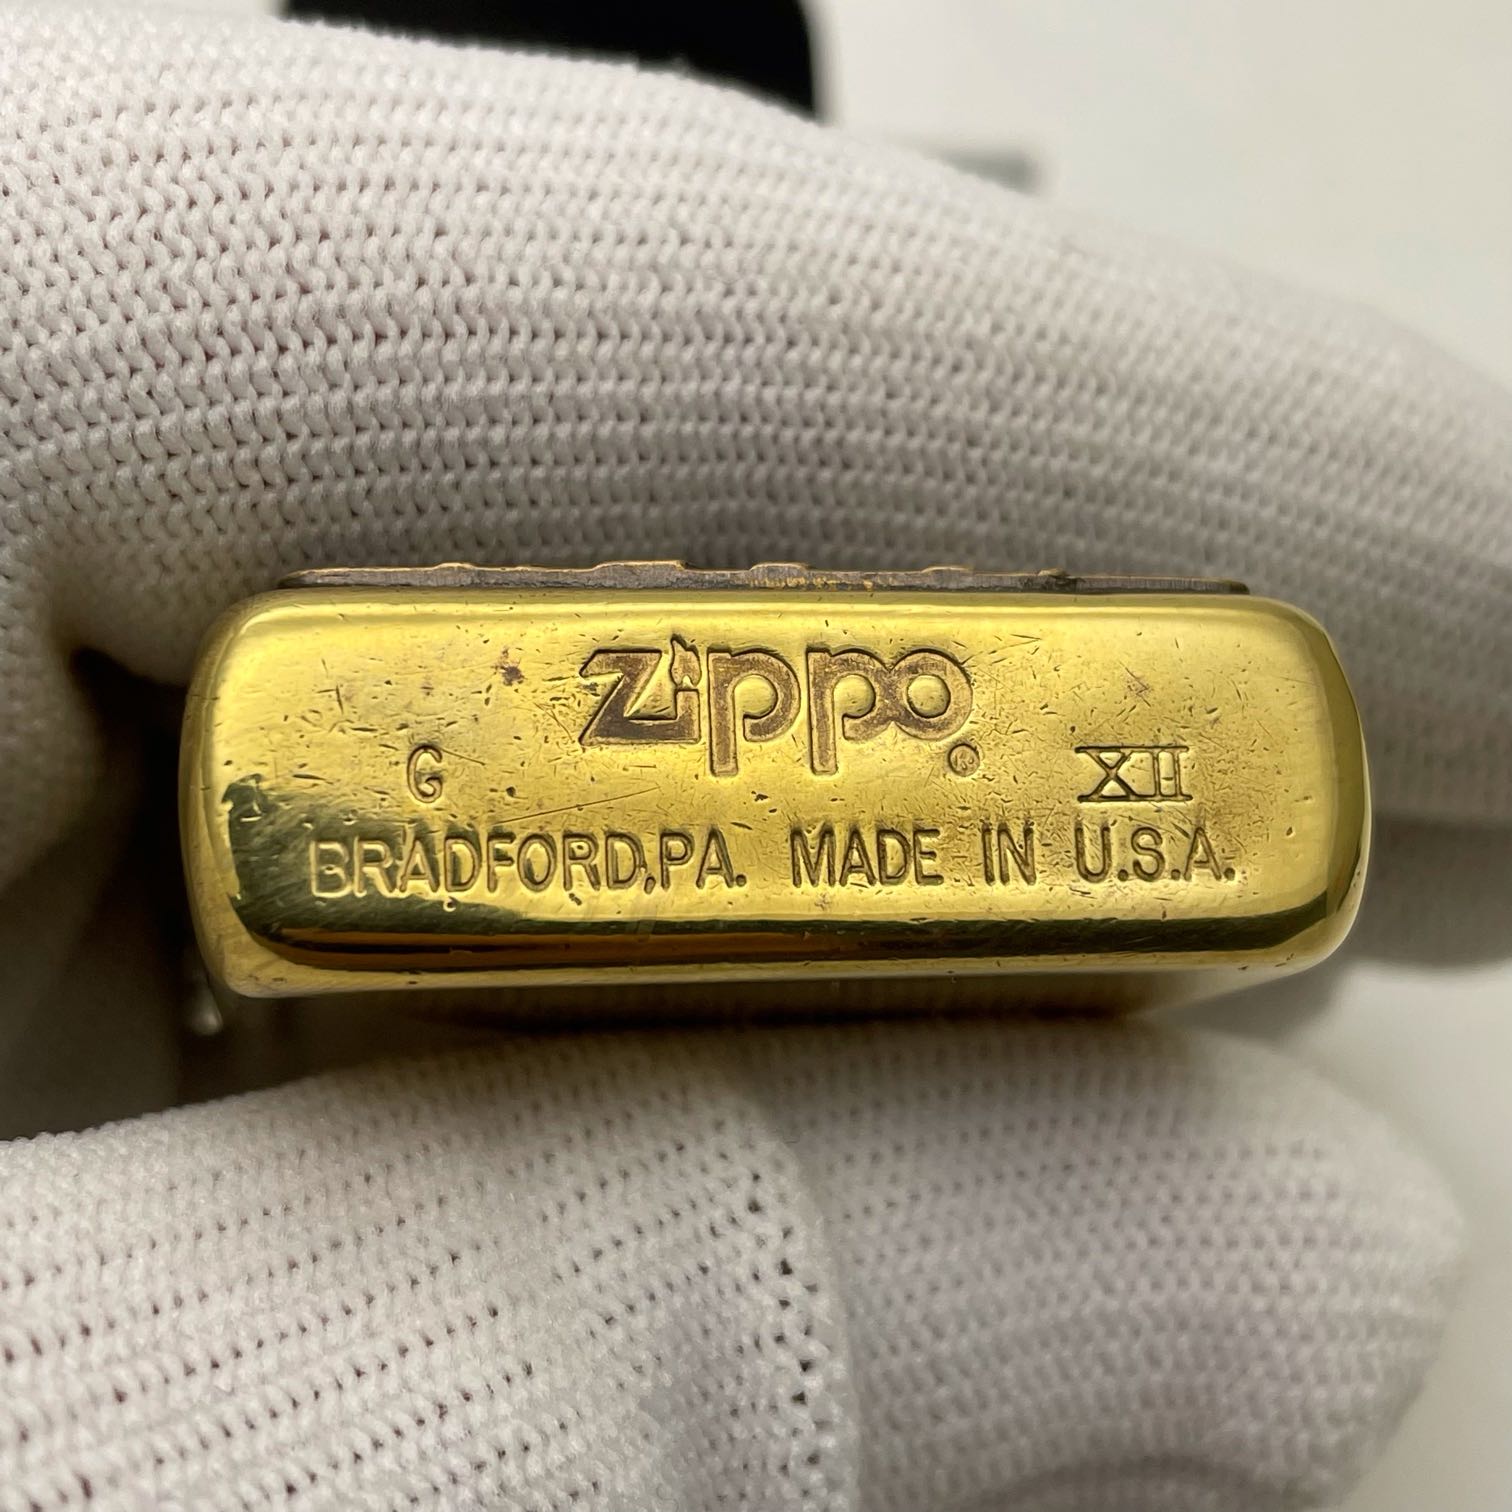 Zippo®
G XII
BRADFORD,PA. MADE IN U.S.A.